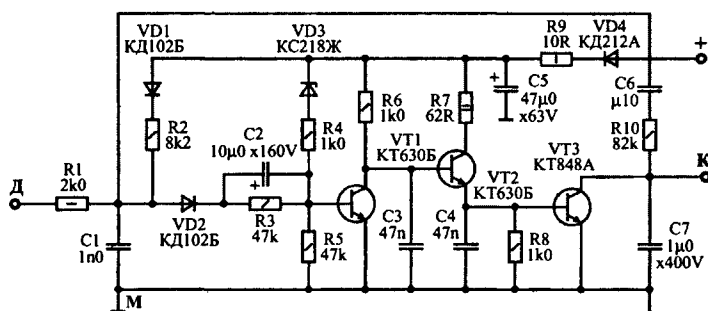 VD1
КД102Б
VD3
КС218Ж
R9
10R
VD4
КД212А
+
R2
8k2
C2
10μ0 x160V
+
R4
1k0
R6
1k0
R7
62R
+
C5
47μ0
x63V
C6
μ10
R10
82k
R1
2k0
Д
VT1
КТ630Б
VT2
КТ630Б
VT3
КТ848А
К
VD2
КД102Б
R3
47k
R5
47k
C3
47n
C4
47n
R8
1k0
C7
1μ0
x400V
C1
1n0
М